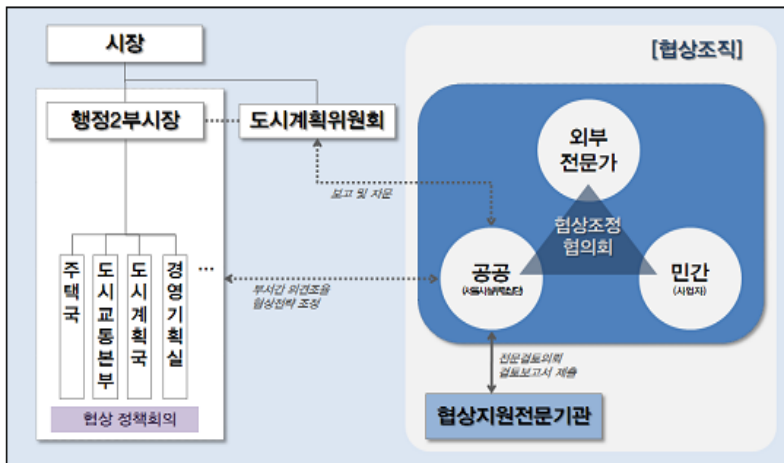 시장
[협상조직]
행정2부시장
도시계획위원회
외부
전문가
보고 및 자문
협상조정
협의회
공공
민간
(사업자)
주택국
도시교통본부
도시계획국
경영기획실
...
부서간 의견조율
협상전략 조정
전문검토의뢰
검토보고서 제출
협상 정책회의
협상지원전문기관